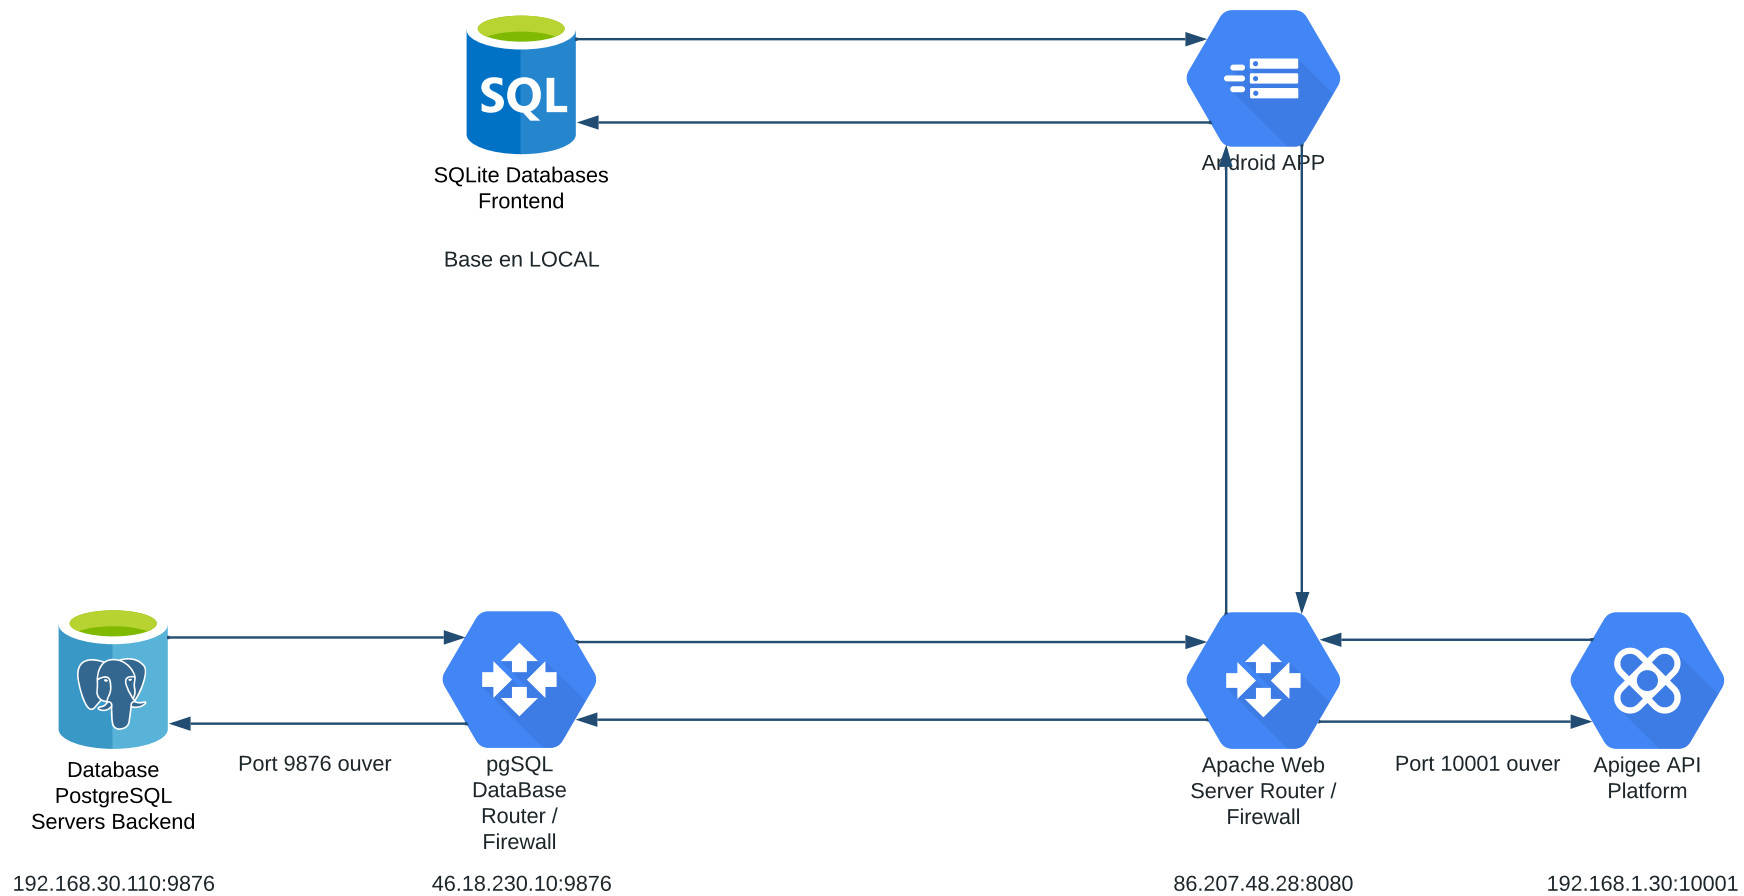 SQL
SQLite Databases
Frontend
Base en LOCAL
Android APP
Database
PostgreSQL
Servers Backend
192.168.30.110:9876
Port 9876 ouver
pgSQL
DataBase
Router /
Firewall
46.18.230.10:9876
Apache Web
Server Router /
Firewall
86.207.48.28:8080
Port 10001 ouver
Apigee API
Platform
192.168.1.30:10001